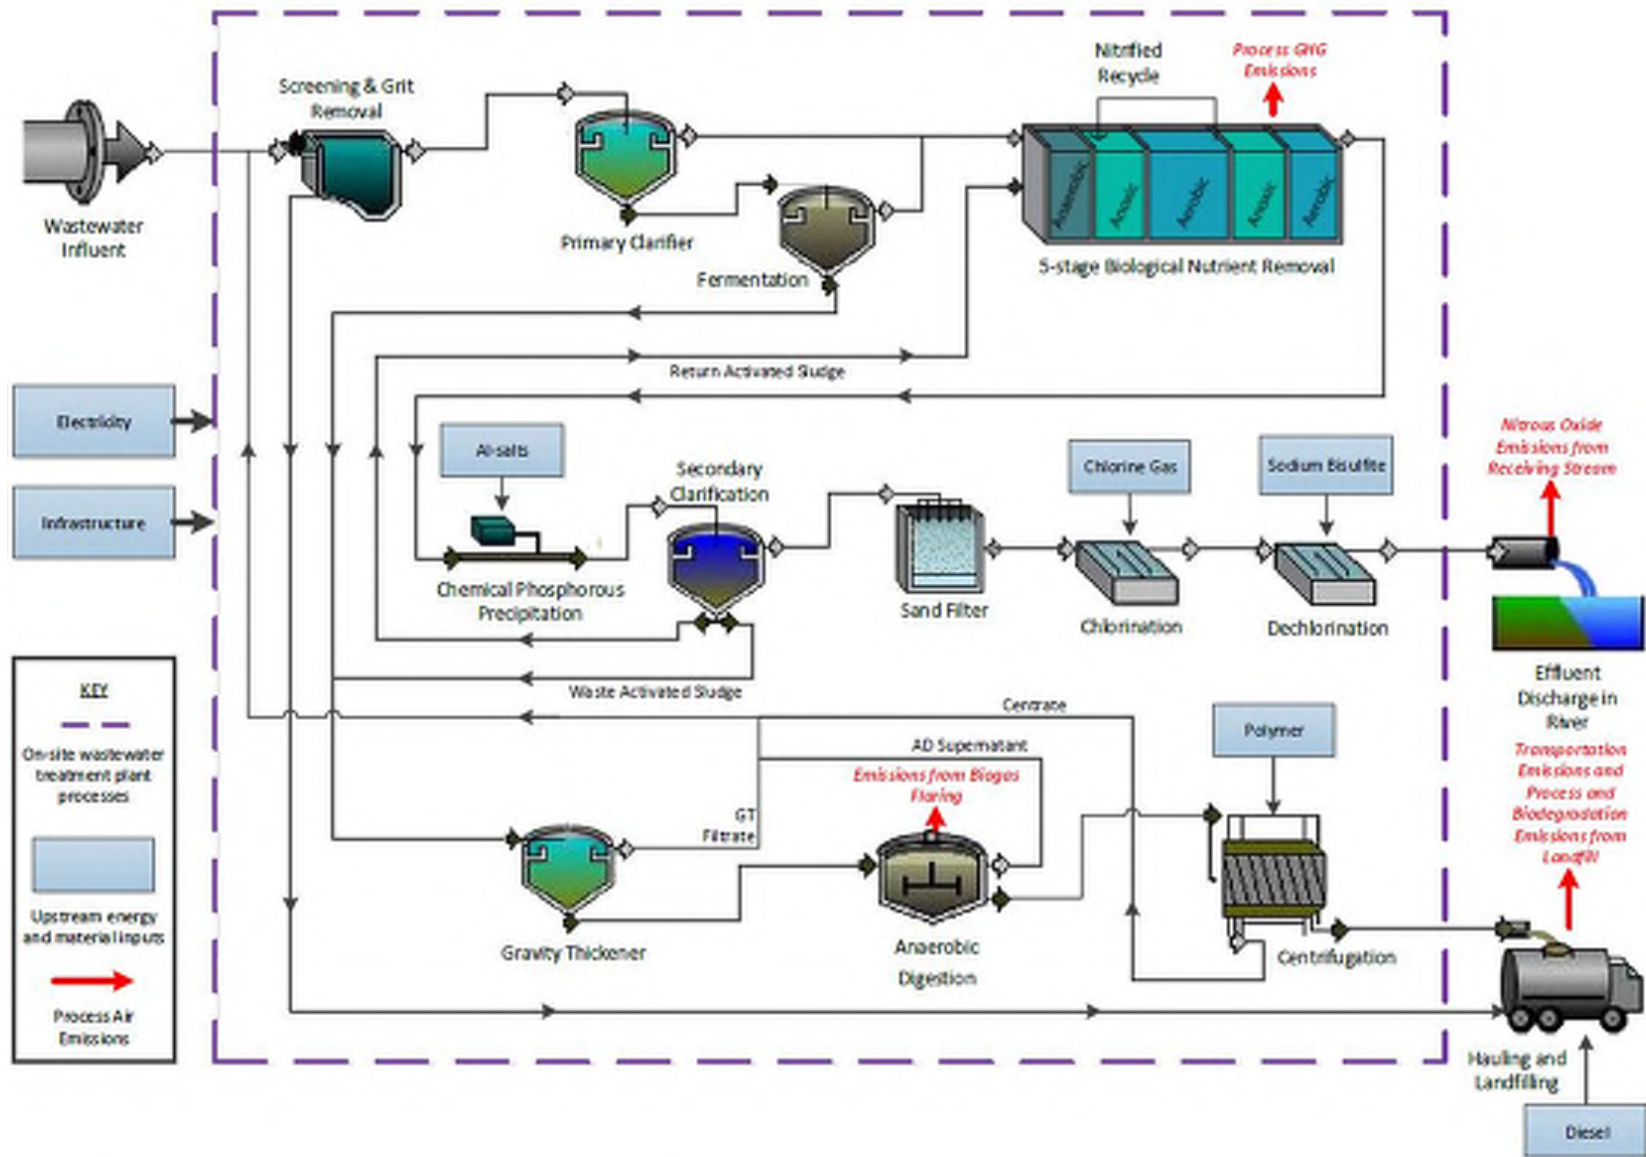 Wastewater
Influent
Screening & Grit
Removal
Primary Clarifier
Fermentation
Nitrified
Recycle
Process GHG
Emissions
Anaerobic
Anoxic
Aerobic
Anoxic
Aerobic
5-stage Biological Nutrient Removal
Return Activated Sludge
Electricity
Infrastructure
Al-salts
Chemical Phosphorous
Precipitation
Secondary
Clarification
Sand Filter
Chlorine Gas
Chlorination
Sodium Bisulfite
Dechlorination
Nitrous Oxide
Emissions from
Receiving Stream
Effluent
Discharge in
River
Waste Activated Sludge
Centrate
AD Supernatant
Emissions from Biogas
Flaring
GT
Filtrate
Gravity Thickener
Anaerobic
Digestion
Polymer
Centrifugation
Transportation
Emissions and
Process and
Biodegradation
Emissions from
Landfill
Hauling and
Landfilling
Diesel
KEY
On-site wastewater
treatment plant
processes
Upstream energy
and material inputs
Process Air
Emissions